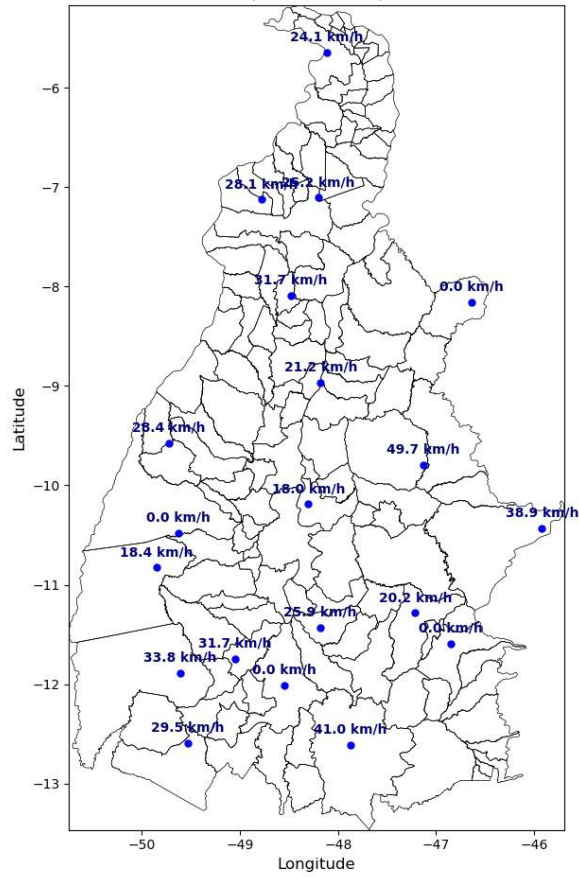 24.1 km/h
−6
−7
28.1 km/h
25.2 km/h
−8
31.7 km/h
0.0 km/h
−9
21.2 km/h
28.4 km/h
49.7 km/h
−10
18.0 km/h
0.0 km/h
38.9 km/h
18.4 km/h
−11
20.2 km/h
25.9 km/h
0.0 km/h
31.7 km/h
33.8 km/h
0.0 km/h
−12
29.5 km/h
41.0 km/h
−13
Latitude
−50
−49
−48
−47
−46
Longitude